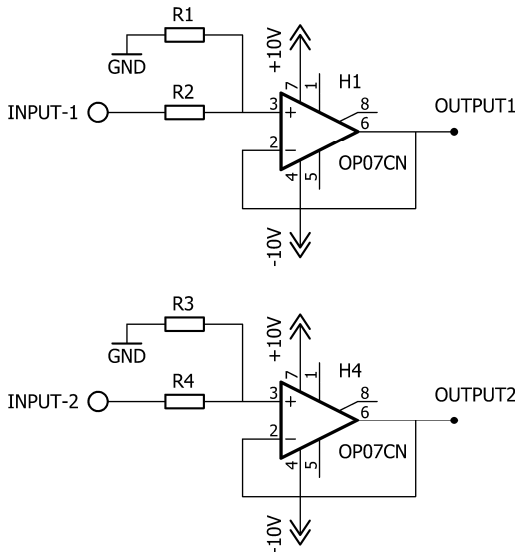 R1
+10V
GND
H1
7
1
R2
8
INPUT-1
3
+
6
OUTPUT1
2
−
OP07CN
4
5
-10V
R3
+10V
GND
H4
7
1
R4
8
INPUT-2
3
+
6
OUTPUT2
2
−
OP07CN
4
5
-10V